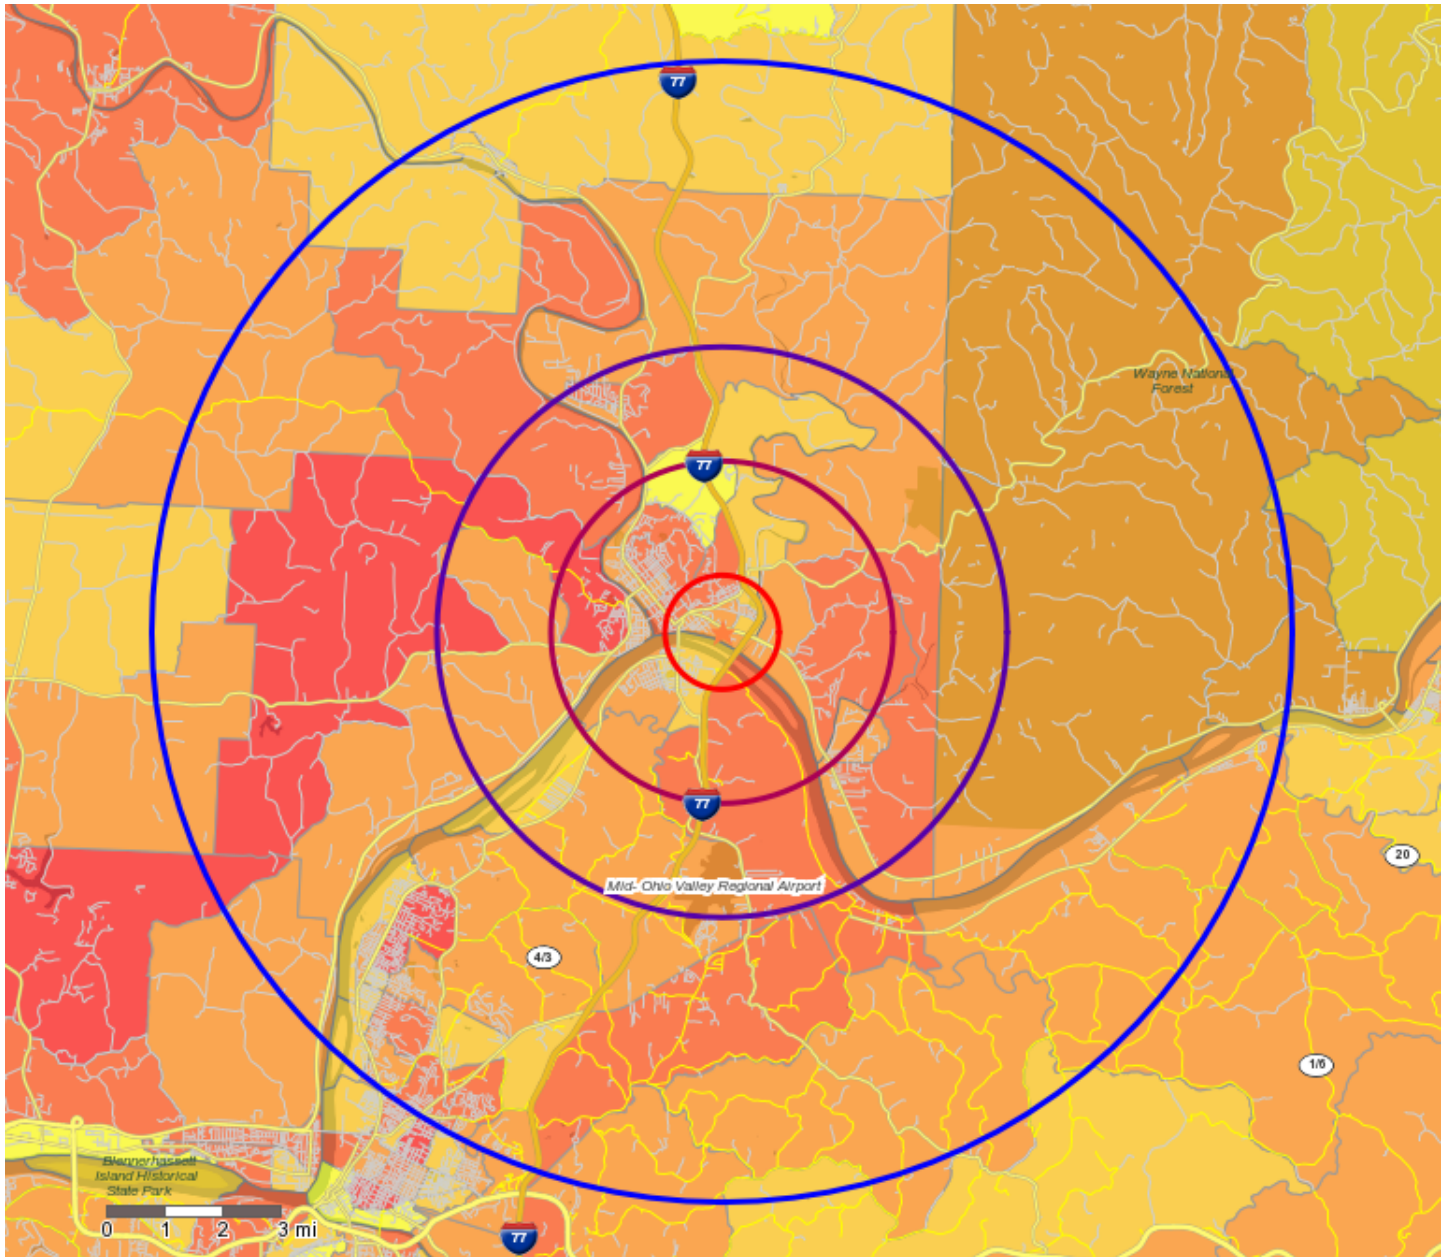 77
Wayne National
Forest
77
77
Mid- Ohio Valley Regional Airport
20
4/3
1/6
Blennerhassett
Island Historical
State Park
0 1 2 3 mi
77